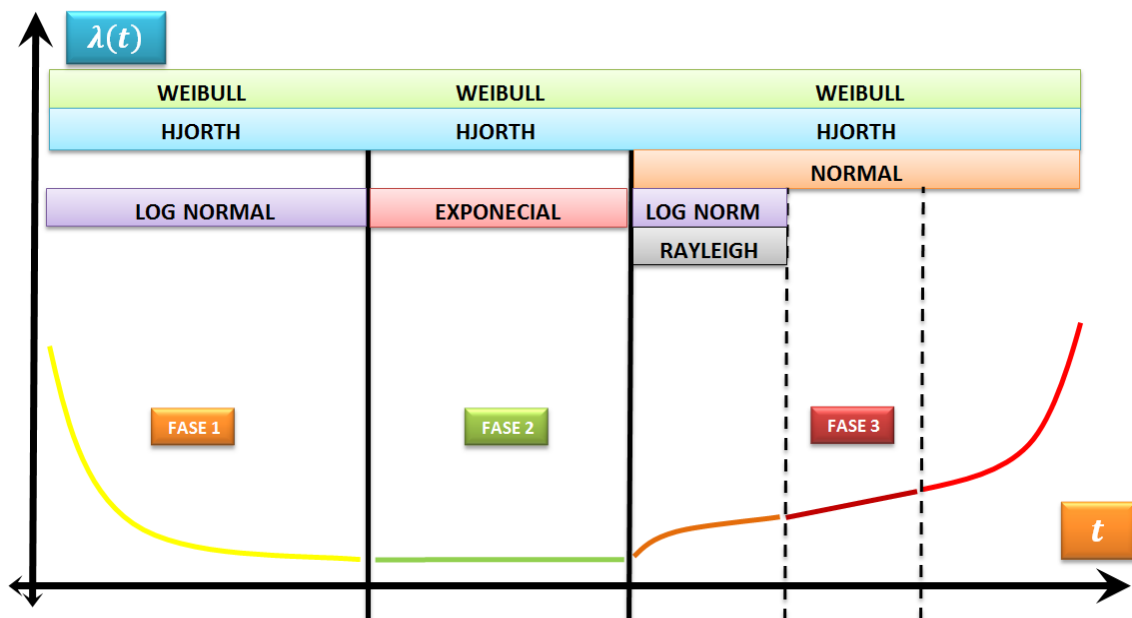 λ(t)
WEIBULL WEIBULL WEIBULL
HJORTH HJORTH HJORTH
NORMAL
LOG NORMAL EXPONECIAL LOG NORM
RAYLEIGH
FASE 1 FASE 2 FASE 3
t